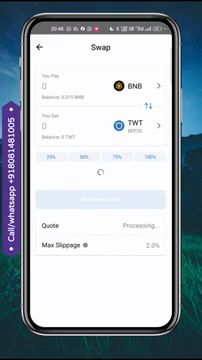 20:48
Swap
You Pay
0
BNB
Balance: 0.015 BNB
You Get
0
TWT
BEP20
Balance: 0 TWT
25% 50% 75% 100%
Quote Processing...
Max Slippage 2.0%
Call/whatsapp +918081481005